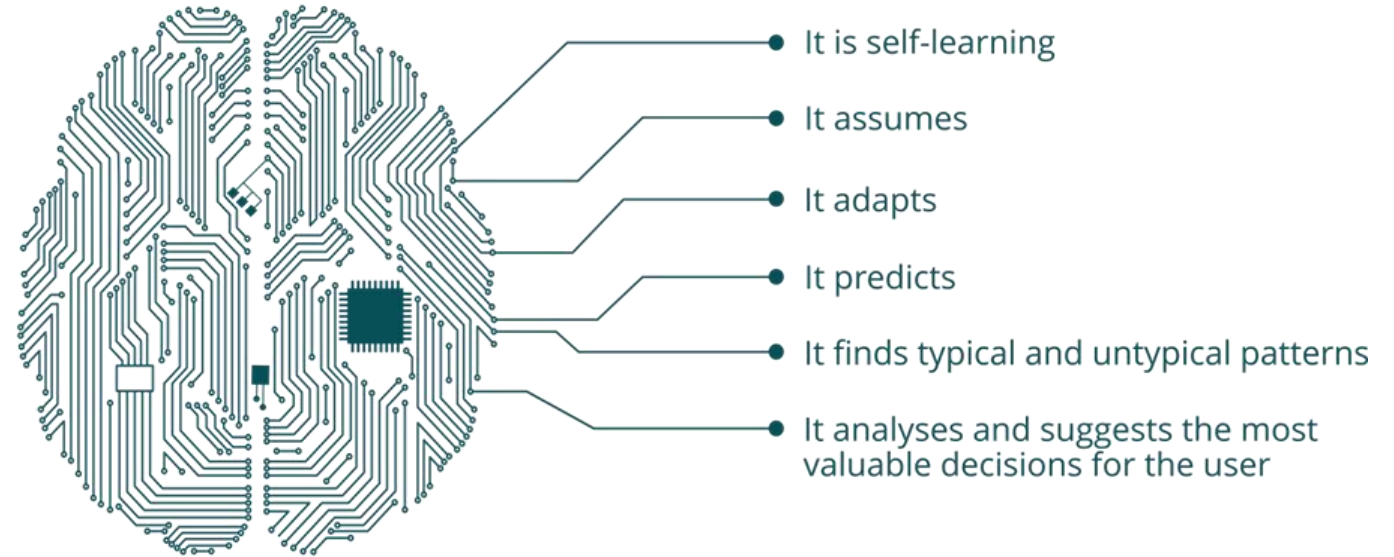 It is self-learning
It assumes
It adapts
It predicts
It finds typical and untypical patterns
It analyses and suggests the most
valuable decisions for the user